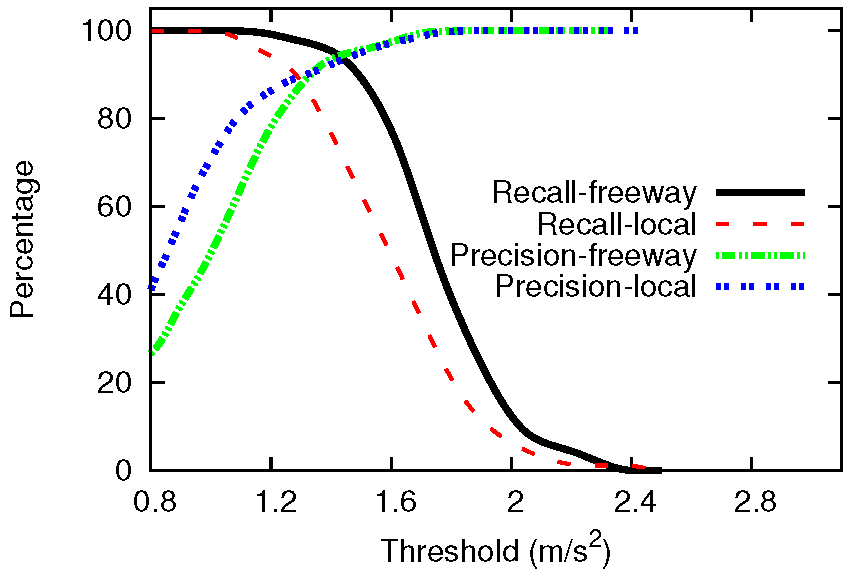 100
80
60
40
20
0
Percentage
Recall-freeway
Recall-local
Precision-freeway
Precision-local
0.8 1.2 1.6 2 2.4 2.8
Threshold (m/s²)